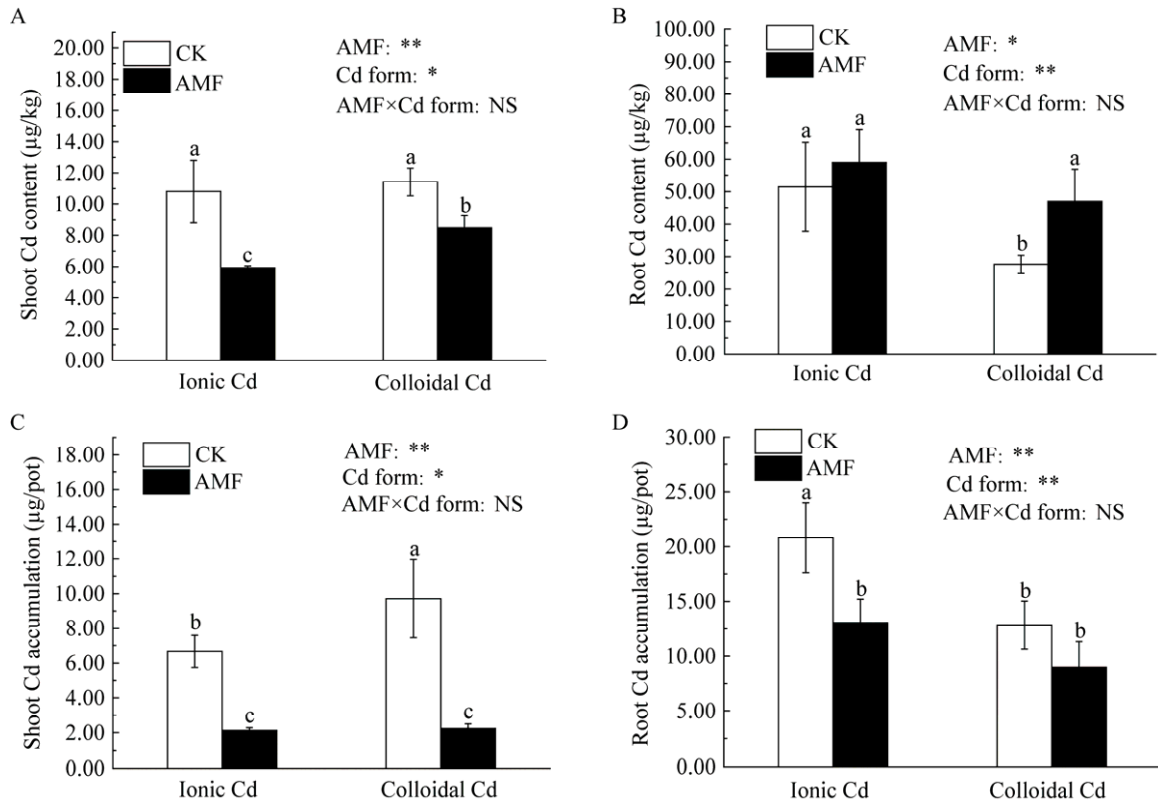 A
Shoot Cd content (μg/kg)
20.00
18.00
16.00
14.00
12.00
10.00
8.00
6.00
4.00
2.00
0.00
CK
AMF
AMF: **
Cd form: *
AMF×Cd form: NS
a
c
a
b
Ionic Cd
Colloidal Cd
B
Root Cd content (μg/kg)
100.00
90.00
80.00
70.00
60.00
50.00
40.00
30.00
20.00
10.00
0.00
CK
AMF
AMF: *
Cd form: **
AMF×Cd form: NS
a
a
b
a
Ionic Cd
Colloidal Cd
C
Shoot Cd accumulation (μg/pot)
18.00
16.00
14.00
12.00
10.00
8.00
6.00
4.00
2.00
0.00
CK
AMF
AMF: **
Cd form: *
AMF×Cd form: NS
b
c
a
c
Ionic Cd
Colloidal Cd
D
Root Cd accumulation (μg/pot)
30.00
25.00
20.00
15.00
10.00
5.00
0.00
CK
AMF
AMF: **
Cd form: **
AMF×Cd form: NS
a
b
b
b
Ionic Cd
Colloidal Cd